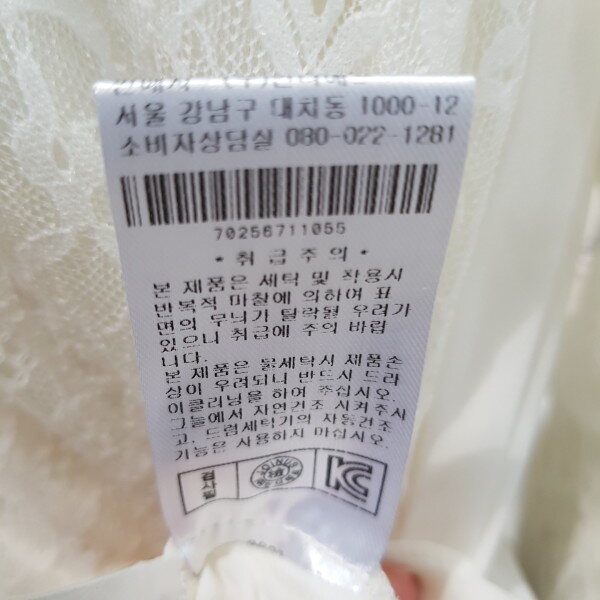 서울 강남구 대치동 1000-12
소비자상담실 080-022-1281
70256711055
* 취급주의 *
본 제품은 세탁 및 착용시
반복적 마찰에 의하여 표
면의 무늬가 탈락될 우려가
있으니 취급에 주의 바랍
니다.
본 제품은 물세탁시 제품손
상이 우려되니 반드시 드라
이클리닝을 하여 주십시오.
그늘에서 자연건조 시켜주시
고, 드럼세탁기의 자동건조
기능은 사용하지 마십시오.
검사필
KC